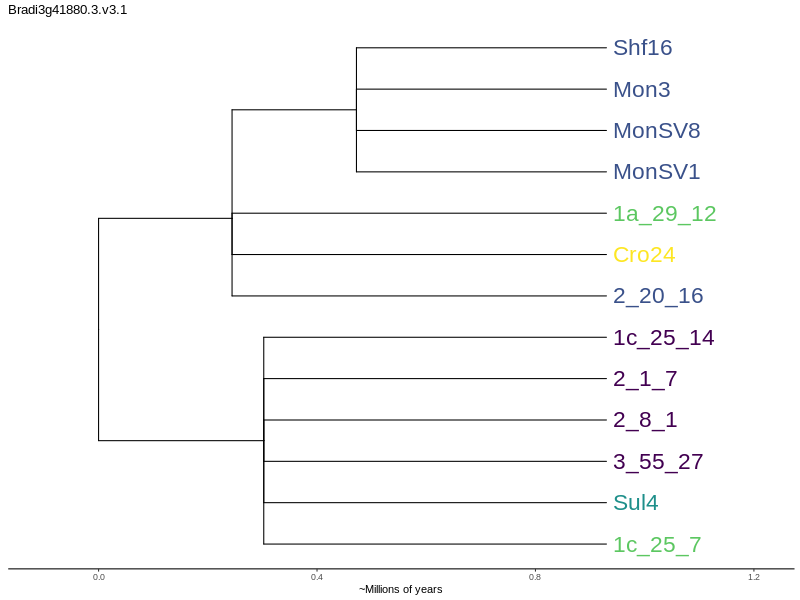 Bradi3g41880.3.v3.1
Shf16
Mon3
MonSV8
MonSV1
1a_29_12
Cro24
2_20_16
1c_25_14
2_1_7
2_8_1
3_55_27
Sul4
1c_25_7
0.0 0.4 0.8 1.2
~Millions of years